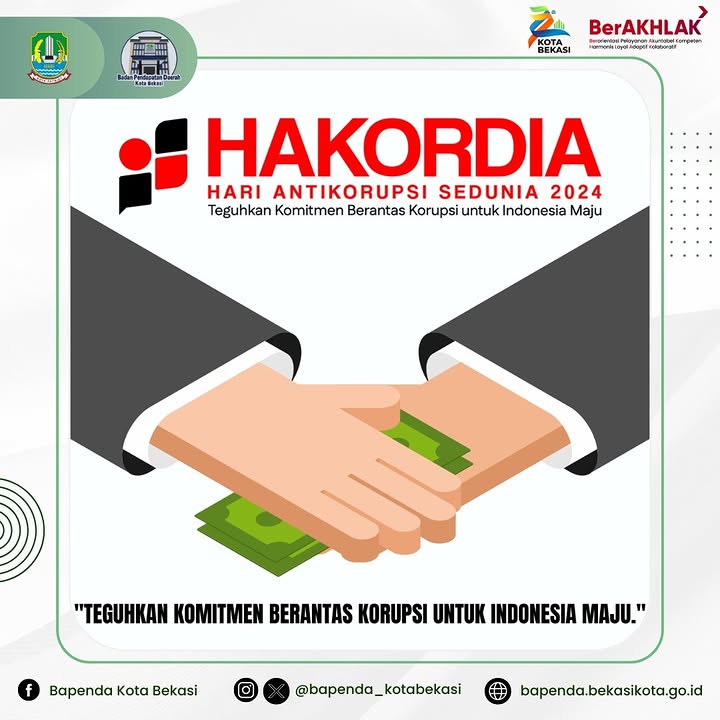 Badan Pendapatan Daerah
Kota Bekasi
KOTA
BEKASI
BerAKHLAK
Berorientasi Pelayanan Akuntabel Kompeten
Harmonis Loyal Adaptif Kolaboratif
HAKORDIA
HARI ANTIKORUPSI SEDUNIA 2024
Teguhkan Komitmen Berantas Korupsi untuk Indonesia Maju
"TEGUHKAN KOMITMEN BERANTAS KORUPSI UNTUK INDONESIA MAJU."
Bapenda Kota Bekasi
@bapenda_kotabekasi
bapenda.bekasikota.go.id